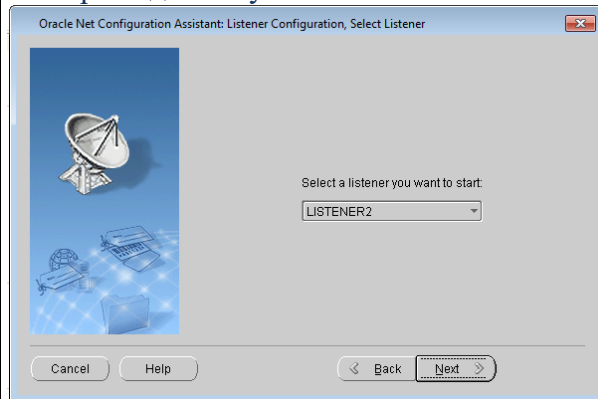 Oracle Net Configuration Assistant: Listener Configuration, Select Listener
Select a listener you want to start:
LISTENER2
Cancel Help Back Next